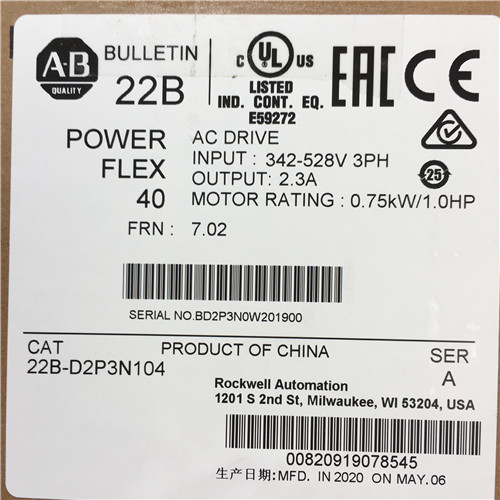 A-B
QUALITY
BULLETIN
22B
C UL US
LISTED
IND. CONT. EQ.
E59272
EAC CE
25
POWER
FLEX
40
FRN : 7.02
AC DRIVE
INPUT : 342-528V 3PH
OUTPUT: 2.3A
MOTOR RATING : 0.75kW/1.0HP
SERIAL NO.BD2P3N0W201900
CAT
22B-D2P3N104
PRODUCT OF CHINA
SER
A
Rockwell Automation
1201 S 2nd St, Milwaukee, WI 53204, USA
00820919078545
生产日期:MFD. IN 2020 ON MAY.06